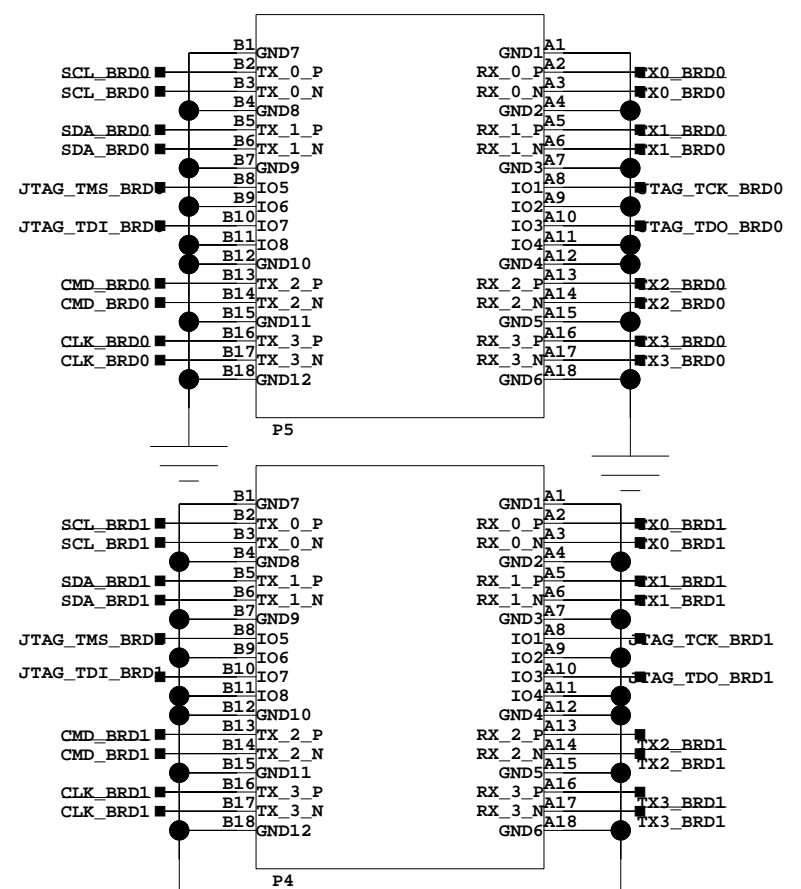 B1 GND7 GND1 A1
SCL_BRD0 B2 TX_0_P RX_0_P A2 TX0_BRD0
SCL_BRD0 B3 TX_0_N RX_0_N A3 TX0_BRD0
B4 GND8 GND2 A4
SDA_BRD0 B5 TX_1_P RX_1_P A5 TX1_BRD0
SDA_BRD0 B6 TX_1_N RX_1_N A6 TX1_BRD0
B7 GND9 GND3 A7
JTAG_TMS_BRD0 B8 IO5 IO1 A8 JTAG_TCK_BRD0
B9 IO6 IO2 A9
JTAG_TDI_BRD0 B10 IO7 IO3 A10 JTAG_TDO_BRD0
B11 IO8 IO4 A11
B12 GND10 GND4 A12
CMD_BRD0 B13 TX_2_P RX_2_P A13 TX2_BRD0
CMD_BRD0 B14 TX_2_N RX_2_N A14 TX2_BRD0
B15 GND11 GND5 A15
CLK_BRD0 B16 TX_3_P RX_3_P A16 TX3_BRD0
CLK_BRD0 B17 TX_3_N RX_3_N A17 TX3_BRD0
B18 GND12 GND6 A18
P5
B1 GND7 GND1 A1
SCL_BRD1 B2 TX_0_P RX_0_P A2 TX0_BRD1
SCL_BRD1 B3 TX_0_N RX_0_N A3 TX0_BRD1
B4 GND8 GND2 A4
SDA_BRD1 B5 TX_1_P RX_1_P A5 TX1_BRD1
SDA_BRD1 B6 TX_1_N RX_1_N A6 TX1_BRD1
B7 GND9 GND3 A7
JTAG_TMS_BRD1 B8 IO5 IO1 A8 JTAG_TCK_BRD1
B9 IO6 IO2 A9
JTAG_TDI_BRD1 B10 IO7 IO3 A10 JTAG_TDO_BRD1
B11 IO8 IO4 A11
B12 GND10 GND4 A12
CMD_BRD1 B13 TX_2_P RX_2_P A13 TX2_BRD1
CMD_BRD1 B14 TX_2_N RX_2_N A14 TX2_BRD1
B15 GND11 GND5 A15
CLK_BRD1 B16 TX_3_P RX_3_P A16 TX3_BRD1
CLK_BRD1 B17 TX_3_N RX_3_N A17 TX3_BRD1
B18 GND12 GND6 A18
P4